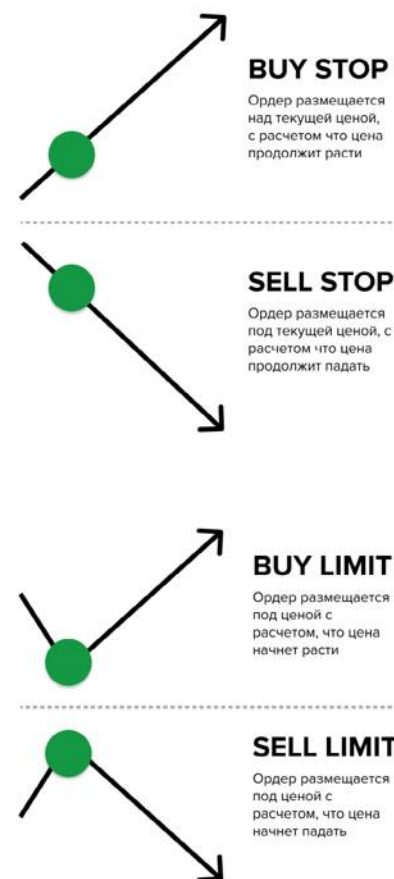 BUY STOP
Ордер размещается
над текущей ценой,
с расчетом что цена
продолжит расти
SELL STOP
Ордер размещается
под текущей ценой, с
расчетом что цена
продолжит падать
BUY LIMIT
Ордер размещается
под ценой с
расчетом, что цена
начнет расти
SELL LIMIT
Ордер размещается
под ценой с
расчетом, что цена
начнет падать